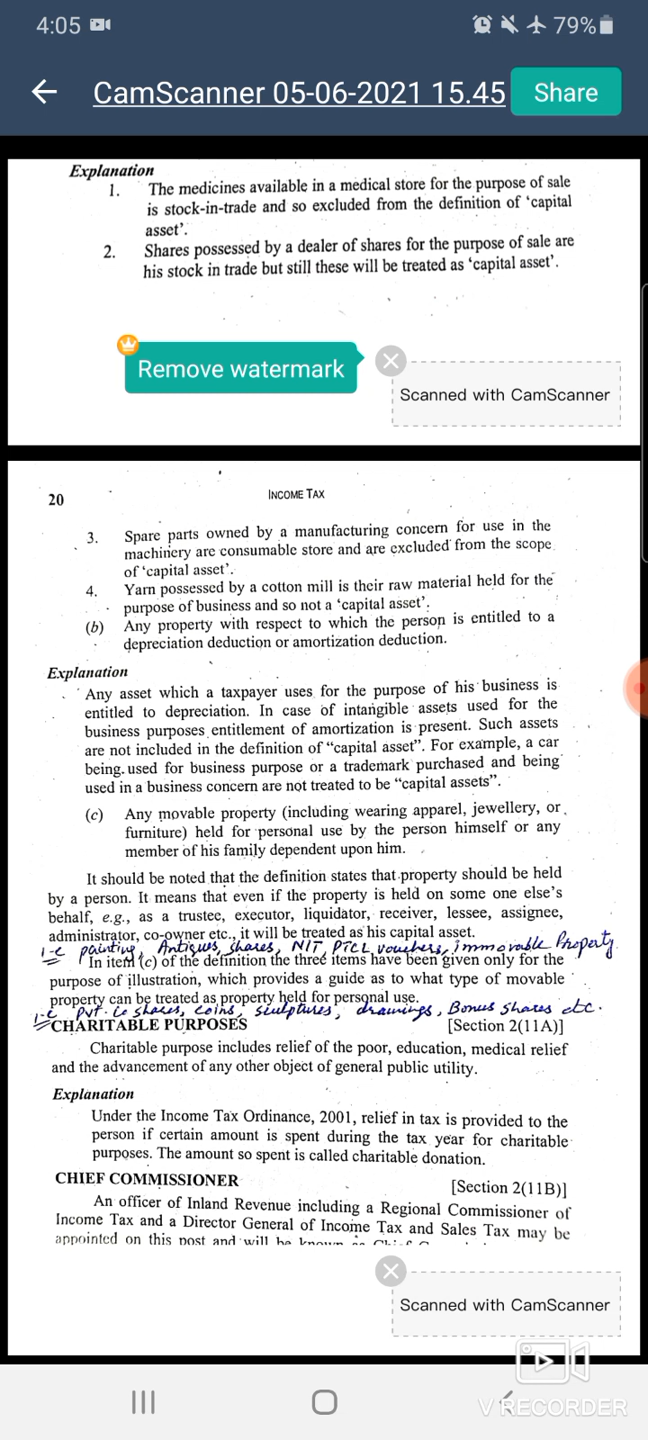 4:05
79%
CamScanner 05-06-2021 15.45
Share
Explanation
1. The medicines available in a medical store for the purpose of sale
is stock-in-trade and so excluded from the definition of ‘capital
asset’.
2. Shares possessed by a dealer of shares for the purpose of sale are
his stock in trade but still these will be treated as ‘capital asset’.
Remove watermark
Scanned with CamScanner
20 INCOME TAX
3. Spare parts owned by a manufacturing concern for use in the
machinery are consumable store and are excluded from the scope
of ‘capital asset’.
4. Yarn possessed by a cotton mill is their raw material held for the
purpose of business and so not a ‘capital asset’.
(b) Any property with respect to which the person is entitled to a
depreciation deduction or amortization deduction.
Explanation
Any asset which a taxpayer uses for the purpose of his business is
entitled to depreciation. In case of intangible assets used for the
business purposes entitlement of amortization is present. Such assets
are not included in the definition of “capital asset”. For example, a car
being used for business purpose or a trademark purchased and being
used in a business concern are not treated to be “capital assets”.
(c) Any movable property (including wearing apparel, jewellery, or
furniture) held for personal use by the person himself or any
member of his family dependent upon him.
It should be noted that the definition states that property should be held
by a person. It means that even if the property is held on some one else’s
behalf, e.g., as a trustee, executor, liquidator, receiver, lessee, assignee,
administrator, co-owner etc., it will be treated as his capital asset.
i-e painting, Antiques, shares, NIT, PTCL vouchers, immovable Property
In item (c) of the definition the three items have been given only for the
purpose of illustration, which provides a guide as to what type of movable
property can be treated as property held for personal use.
i-e Pvt. Co shares, coins, sculptures, drawings, Bonus shares etc.
CHARITABLE PURPOSES [Section 2(11A)]
Charitable purpose includes relief of the poor, education, medical relief
and the advancement of any other object of general public utility.
Explanation
Under the Income Tax Ordinance, 2001, relief in tax is provided to the
person if certain amount is spent during the tax year for charitable
purposes. The amount so spent is called charitable donation.
CHIEF COMMISSIONER [Section 2(11B)]
An officer of Inland Revenue including a Regional Commissioner of
Income Tax and a Director General of Income Tax and Sales Tax may be
appointed on this post and will be known as
Scanned with CamScanner
V RECORDER